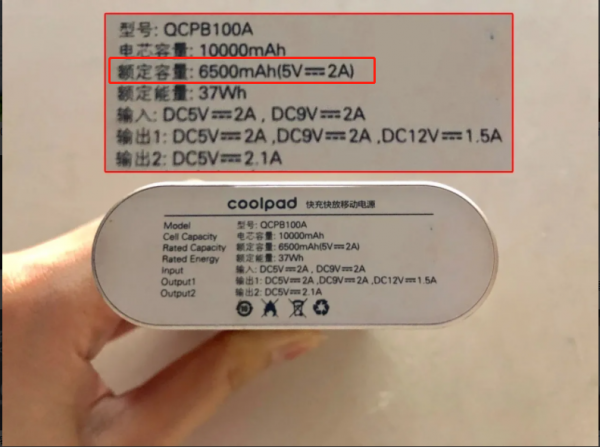 型号: QCPB100A
电芯容量: 10000mAh
额定容量: 6500mAh(5V⎓2A)
额定能量: 37Wh
输入: DC5V⎓2A , DC9V⎓2A
输出1: DC5V⎓2A ,DC9V⎓2A ,DC12V⎓1.5A
输出2: DC5V⎓2.1A
coolpad 快充快放移动电源
Model 型号: QCPB100A
Cell Capacity 电芯容量: 10000mAh
Rated Capacity 额定容量: 6500mAh(5V⎓2A)
Rated Energy 额定能量: 37Wh
Input 输入: DC5V⎓2A , DC9V⎓2A
Output1 输出1: DC5V⎓2A ,DC9V⎓2A ,DC12V⎓1.5A
Output2 输出2: DC5V⎓2.1A